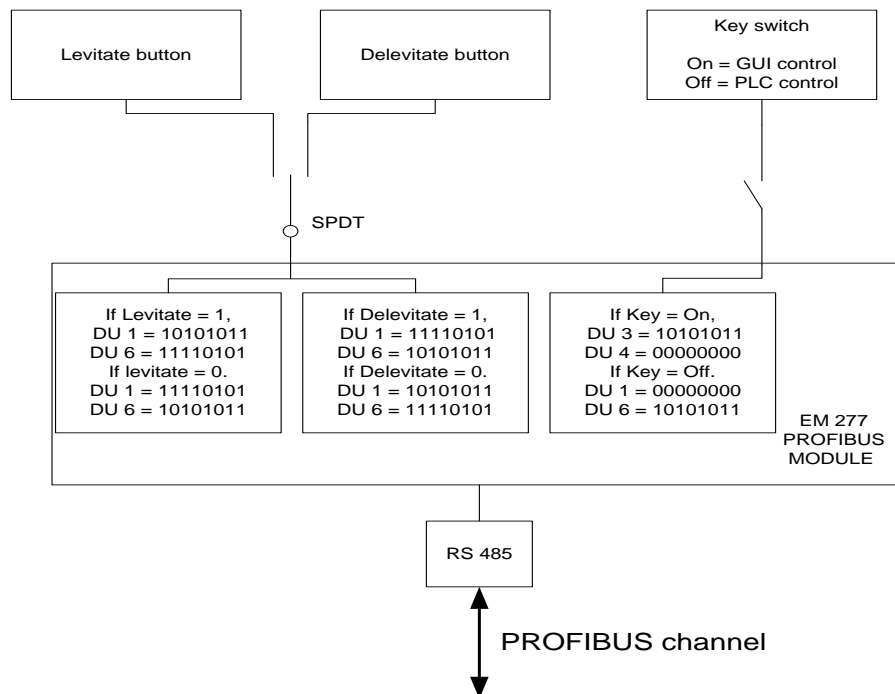 Levitate button
Delevitate button
Key switch
On = GUI control
Off = PLC control
SPDT
If Levitate = 1,
DU 1 = 10101011
DU 6 = 11110101
If levitate = 0.
DU 1 = 11110101
DU 6 = 10101011
If Delevitate = 1,
DU 1 = 11110101
DU 6 = 10101011
If Delevitate = 0.
DU 1 = 10101011
DU 6 = 11110101
If Key = On,
DU 3 = 10101011
DU 4 = 00000000
If Key = Off.
DU 1 = 00000000
DU 6 = 10101011
EM 277
PROFIBUS
MODULE
RS 485
PROFIBUS channel